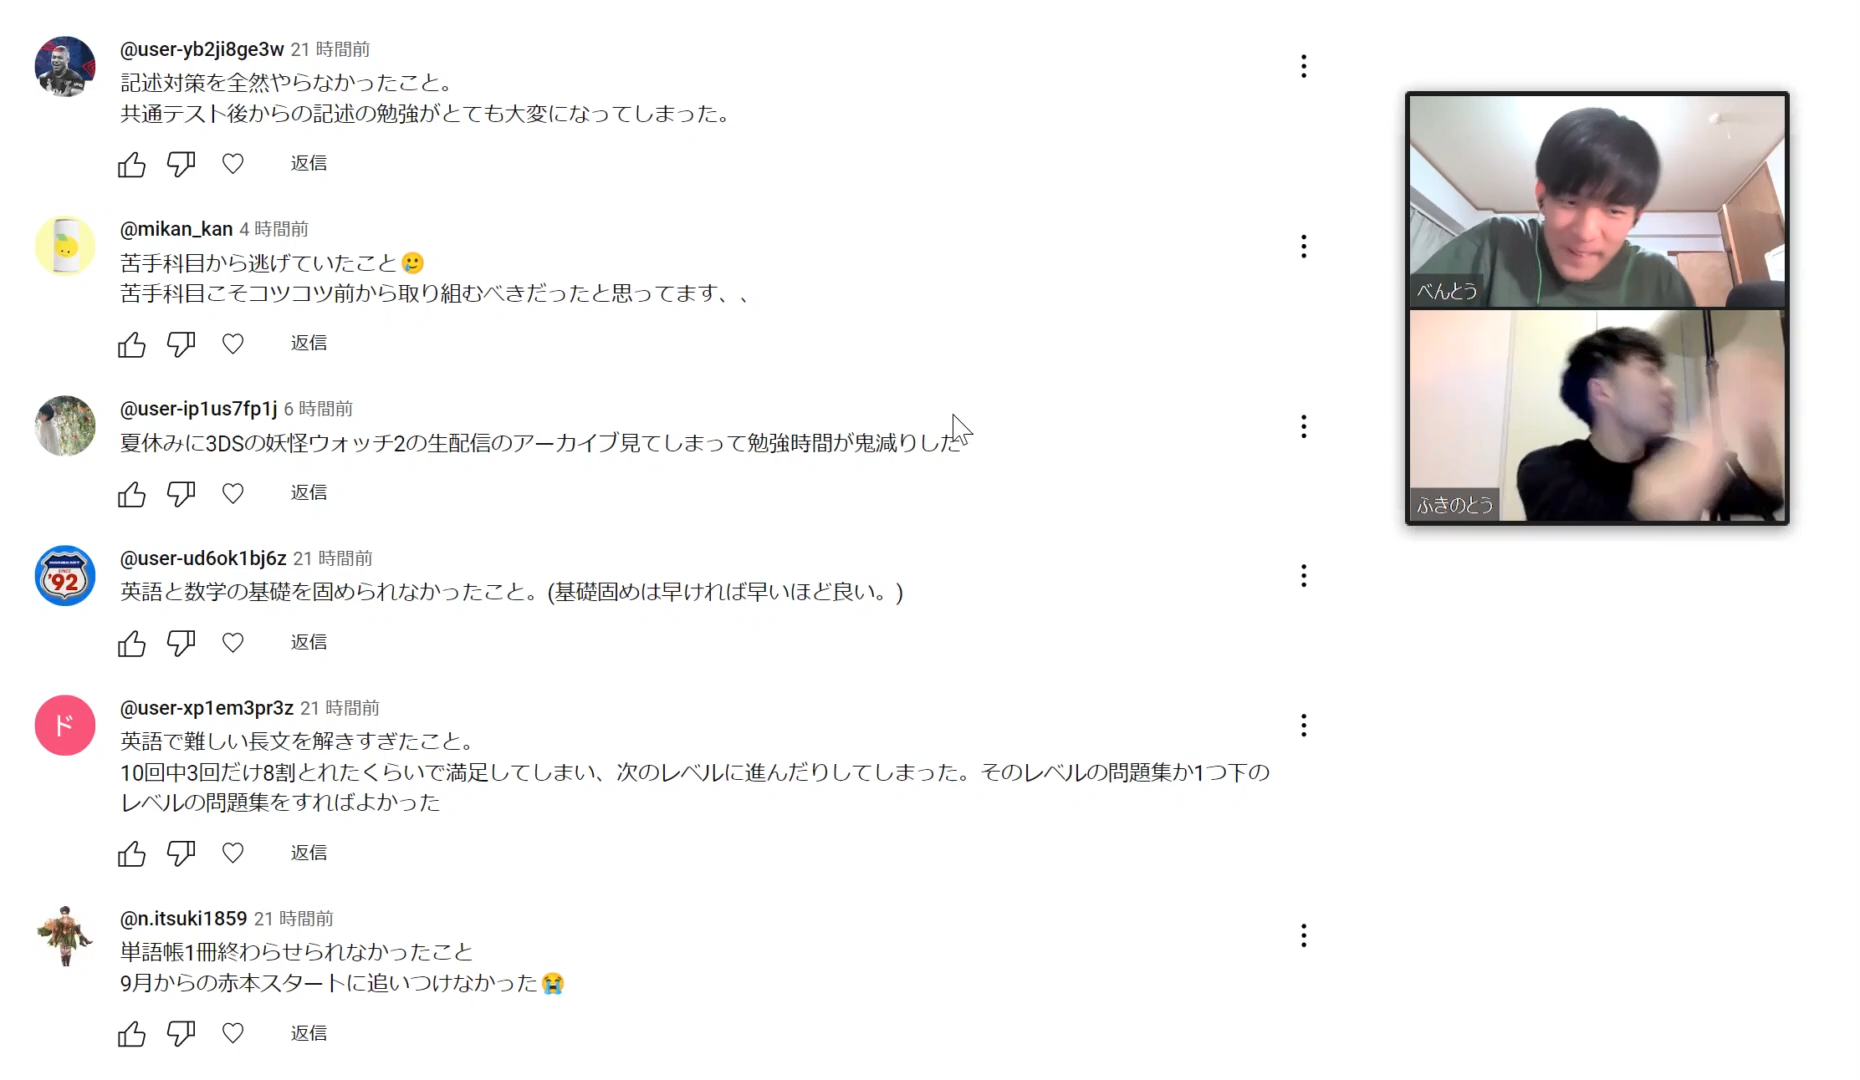 @user-yb2ji8ge3w 21 時間前
記述対策を全然やらなかったこと。
共通テスト後からの記述の勉強がとても大変になってしまった。
返信
@mikan_kan 4 時間前
苦手科目から逃げていたこと🥲
苦手科目こそコツコツ前から取り組むべきだったと思ってます、、
返信
@user-ip1us7fp1j 6 時間前
夏休みに3DSの妖怪ウォッチ2の生配信のアーカイブ見てしまって勉強時間が鬼減りした
返信
@user-ud6ok1bj6z 21 時間前
英語と数学の基礎を固められなかったこと。(基礎固めは早ければ早いほど良い。)
返信
@user-xp1em3pr3z 21 時間前
英語で難しい長文を解きすぎたこと。
10回中3回だけ8割とれたくらいで満足してしまい、次のレベルに進んだりしてしまった。そのレベルの問題集か1つ下の
レベルの問題集をすればよかった
返信
@n.itsuki1859 21 時間前
単語帳1冊終わらせられなかったこと
9月からの赤本スタートに追いつけなかった😭
返信
べんとう
ふきのとう
SINCE
'92
ド